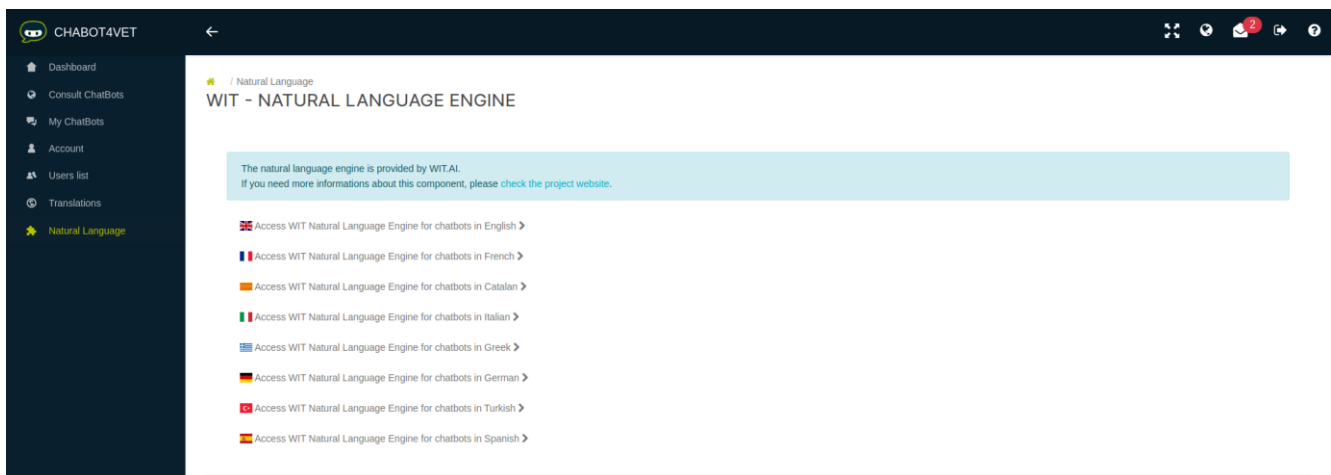 CHABOT4VET
2
Dashboard
Consult ChatBots
My ChatBots
Account
Users list
Translations
Natural Language
/ Natural Language
WIT - NATURAL LANGUAGE ENGINE
The natural language engine is provided by WIT.AI.
If you need more informations about this component, please check the project website.
Access WIT Natural Language Engine for chatbots in English
Access WIT Natural Language Engine for chatbots in French
Access WIT Natural Language Engine for chatbots in Catalan
Access WIT Natural Language Engine for chatbots in Italian
Access WIT Natural Language Engine for chatbots in Greek
Access WIT Natural Language Engine for chatbots in German
Access WIT Natural Language Engine for chatbots in Turkish
Access WIT Natural Language Engine for chatbots in Spanish